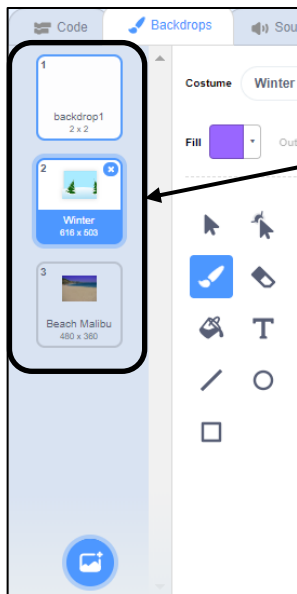 Code
Backdrops
Sou
1
backdrop1
2 x 2
2
Winter
616 x 503
3
Beach Malibu
480 x 360
Costume
Winter
Fill
Out
T